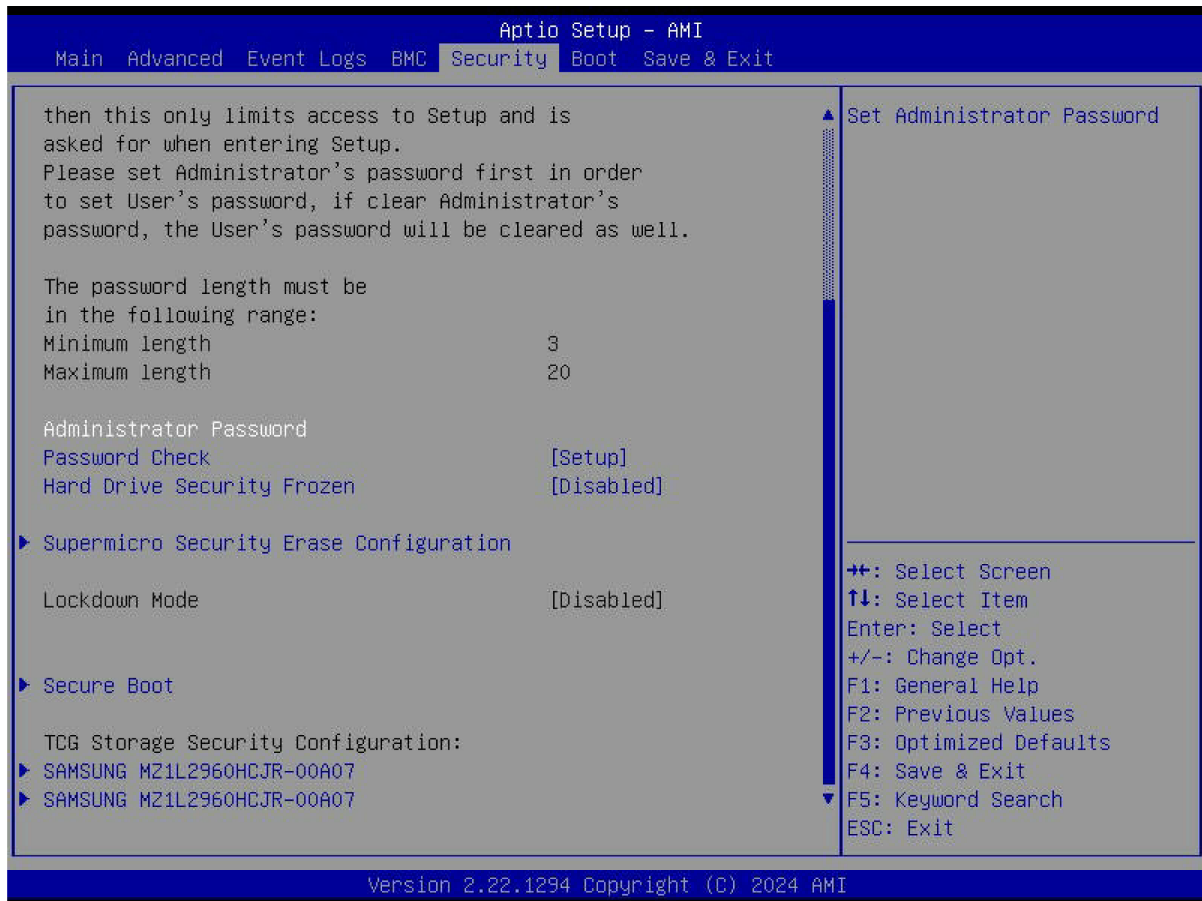 Aptio Setup – AMI
Main Advanced Event Logs BMC Security Boot Save & Exit
then this only limits access to Setup and is
asked for when entering Setup.
Please set Administrator's password first in order
to set User's password, if clear Administrator's
password, the User's password will be cleared as well.
The password length must be
in the following range:
Minimum length 3
Maximum length 20
Administrator Password
Password Check [Setup]
Hard Drive Security Frozen [Disabled]
Supermicro Security Erase Configuration
Lockdown Mode [Disabled]
Secure Boot
TCG Storage Security Configuration:
SAMSUNG MZ1L2960HCJR-00A07
SAMSUNG MZ1L2960HCJR-00A07
Set Administrator Password
→←: Select Screen
↑↓: Select Item
Enter: Select
+/-: Change Opt.
F1: General Help
F2: Previous Values
F3: Optimized Defaults
F4: Save & Exit
F5: Keyword Search
ESC: Exit
Version 2.22.1294 Copyright (C) 2024 AMI